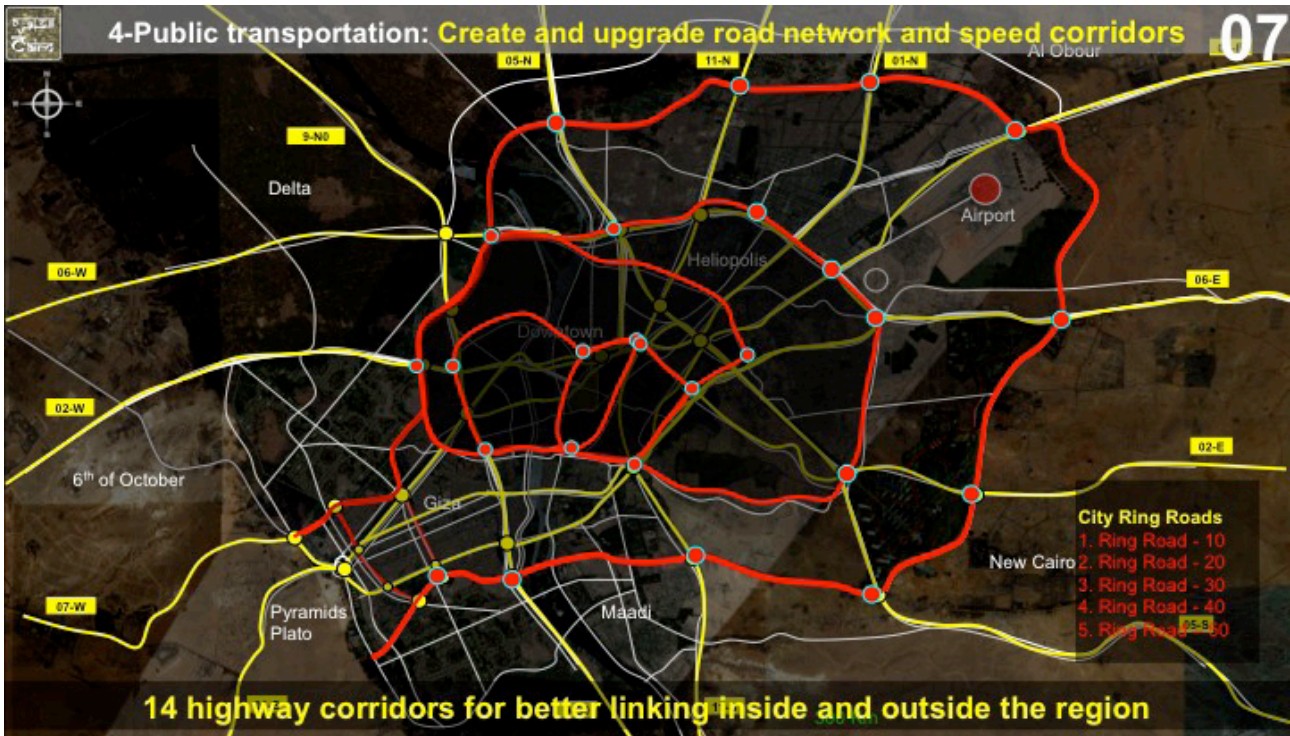 4-Public transportation: Create and upgrade road network and speed corridors
07
05-N
11-N
01-N
Al Obour
9-N0
Delta
Airport
Heliopolis
06-W
06-E
Downtown
02-W
02-E
6th of October
Giza
City Ring Roads
1. Ring Road - 10
2. Ring Road - 20
3. Ring Road - 30
4. Ring Road - 40
5. Ring Road -
New Cairo
07-W
Pyramids
Plato
Maadi
05-S
14 highway corridors for better linking inside and outside the region